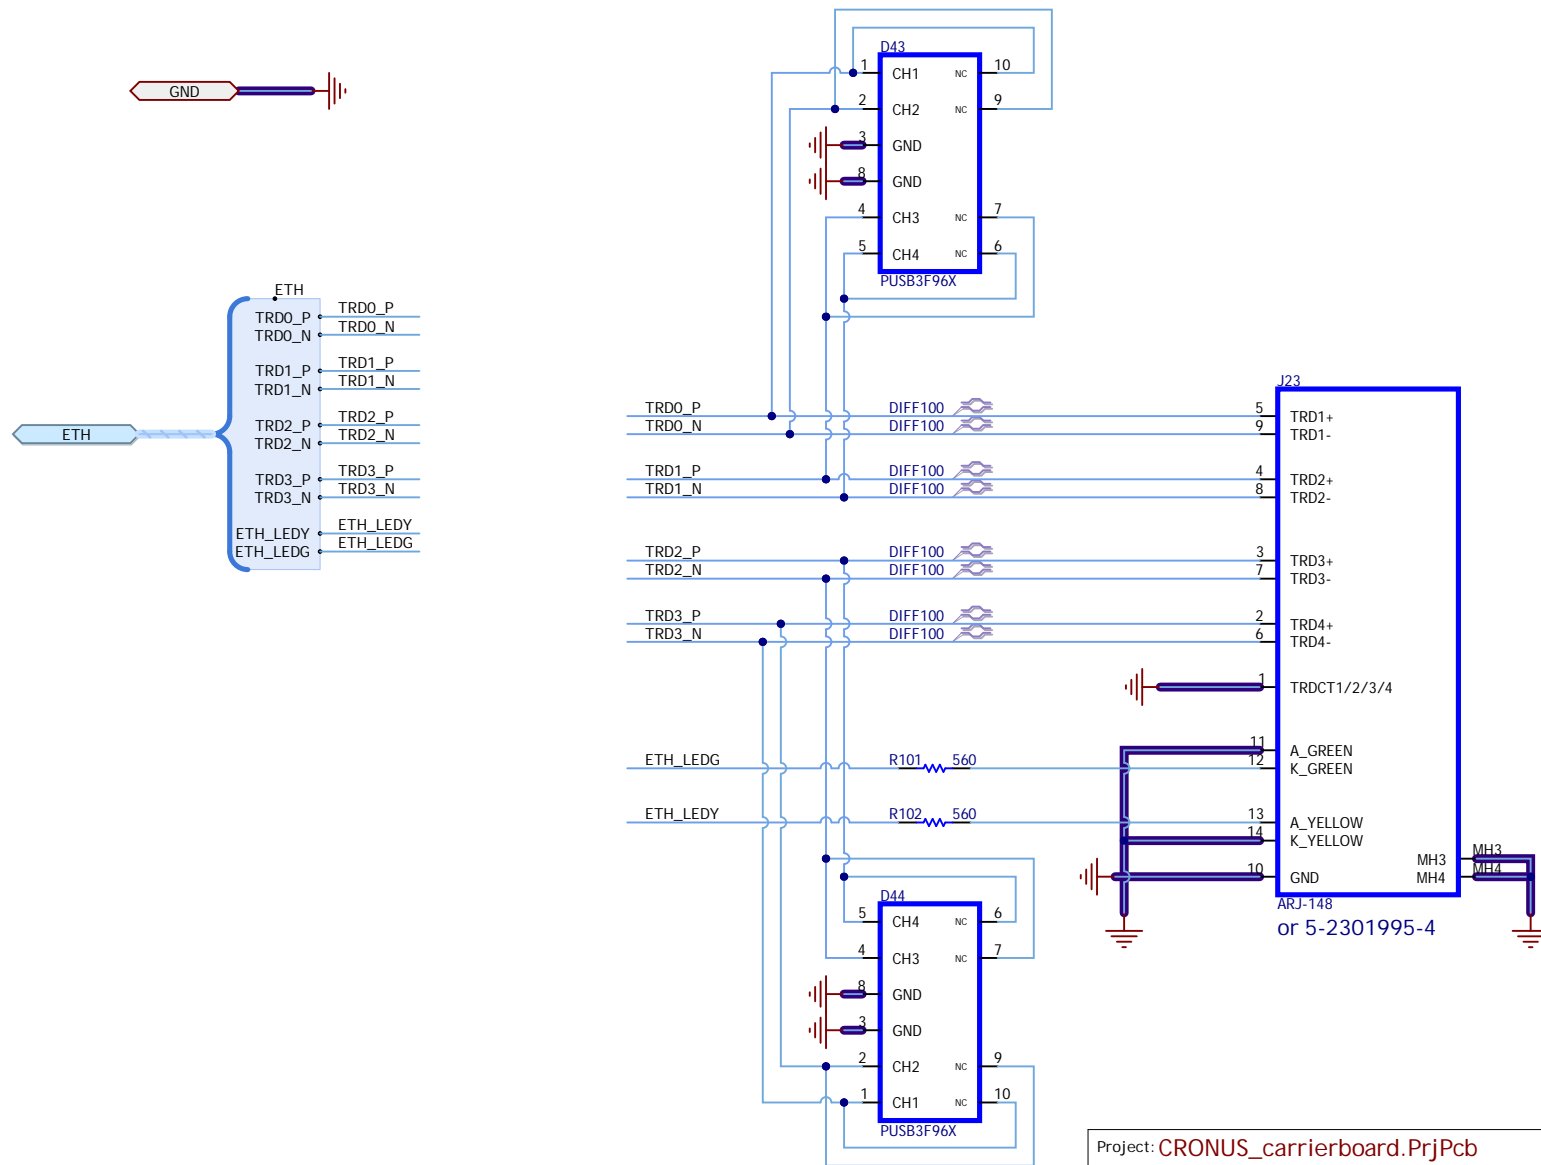 GND
ETH
ETH
TRD0_P
TRD0_N
TRD1_P
TRD1_N
TRD2_P
TRD2_N
TRD3_P
TRD3_N
ETH_LEDY
ETH_LEDG
TRD0_P
TRD0_N
TRD1_P
TRD1_N
TRD2_P
TRD2_N
TRD3_P
TRD3_N
ETH_LEDY
ETH_LEDG
D43
1 CH1 NC 10
2 CH2 NC 9
3 GND
8 GND
4 CH3 NC 7
5 CH4 NC 6
PUSB3F96X
J23
TRD0_P DIFF100 5 TRD1+
TRD0_N DIFF100 9 TRD1-
TRD1_P DIFF100 4 TRD2+
TRD1_N DIFF100 8 TRD2-
TRD2_P DIFF100 3 TRD3+
TRD2_N DIFF100 7 TRD3-
TRD3_P DIFF100 2 TRD4+
TRD3_N DIFF100 6 TRD4-
1 TRDCT1/2/3/4
11 A_GREEN
ETH_LEDG R101 560 12 K_GREEN
ETH_LEDY R102 560 13 A_YELLOW
14 K_YELLOW
MH3 MH3
10 GND MH4 MH4
ARJ-148
or 5-2301995-4
D44
5 CH4 NC 6
4 CH3 NC 7
8 GND
3 GND
2 CH2 NC 9
1 CH1 NC 10
PUSB3F96X
Project: CRONUS_carrierboard.PrjPcb